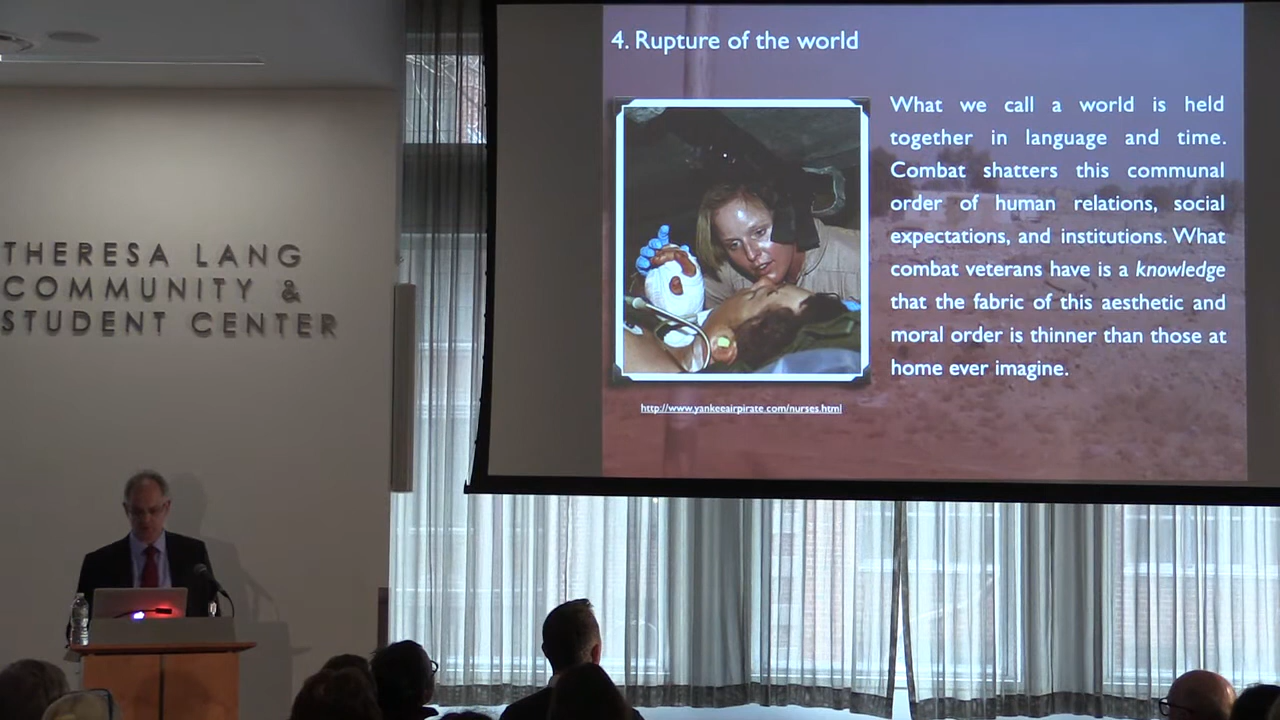 THERESA LANG
COMMUNITY &
STUDENT CENTER
4. Rupture of the world
What we call a world is held
together in language and time.
Combat shatters this communal
order of human relations, social
expectations, and institutions. What
combat veterans have is a knowledge
that the fabric of this aesthetic and
moral order is thinner than those at
home ever imagine.
http://www.yankeeairpirate.com/nurses.html